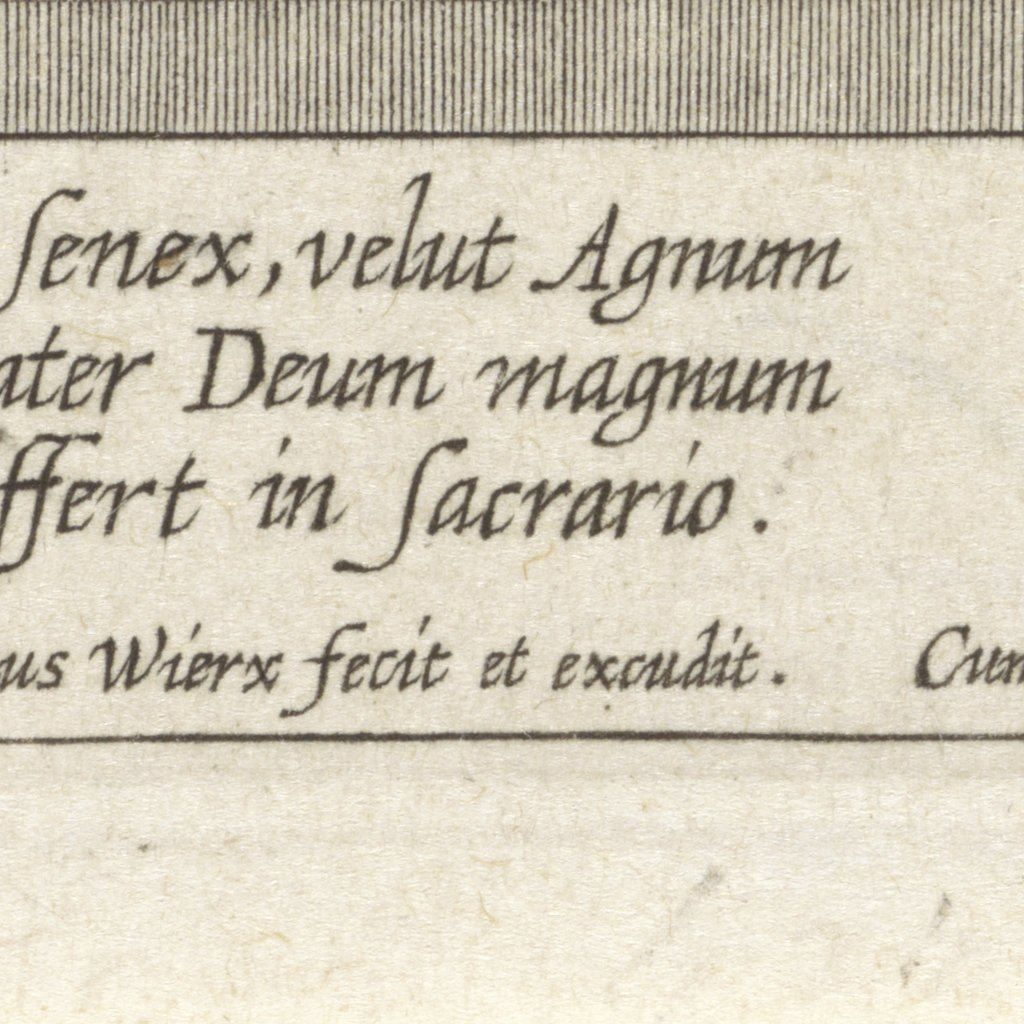 ſenex, velut Agnum
ater Deum magnum
ffert in ſacrario.
us Wierx fecit et excudit. Cum